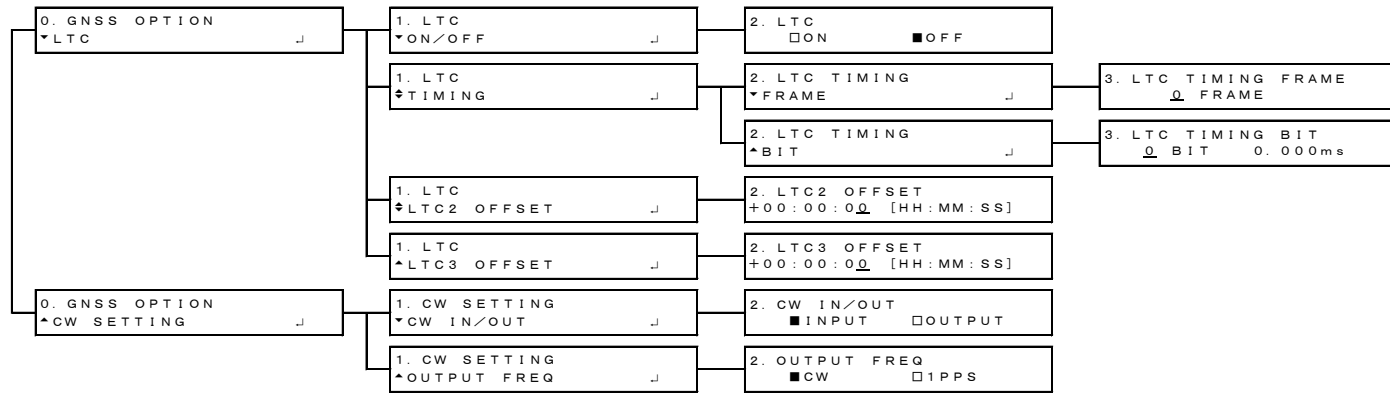 0. GNSS OPTION
▾LTC ↵
1. LTC
▾ON/OFF ↵
2. LTC
□ON ■OFF
1. LTC
♦TIMING ↵
2. LTC TIMING
▾FRAME ↵
3. LTC TIMING FRAME
0 FRAME
2. LTC TIMING
▴BIT ↵
3. LTC TIMING BIT
0 BIT 0.000ms
1. LTC
♦LTC2 OFFSET ↵
2. LTC2 OFFSET
+00:00:00 [HH:MM:SS]
1. LTC
▴LTC3 OFFSET ↵
2. LTC3 OFFSET
+00:00:00 [HH:MM:SS]
0. GNSS OPTION
▴CW SETTING ↵
1. CW SETTING
▾CW IN/OUT ↵
2. CW IN/OUT
■INPUT □OUTPUT
1. CW SETTING
▴OUTPUT FREQ ↵
2. OUTPUT FREQ
■CW □1PPS